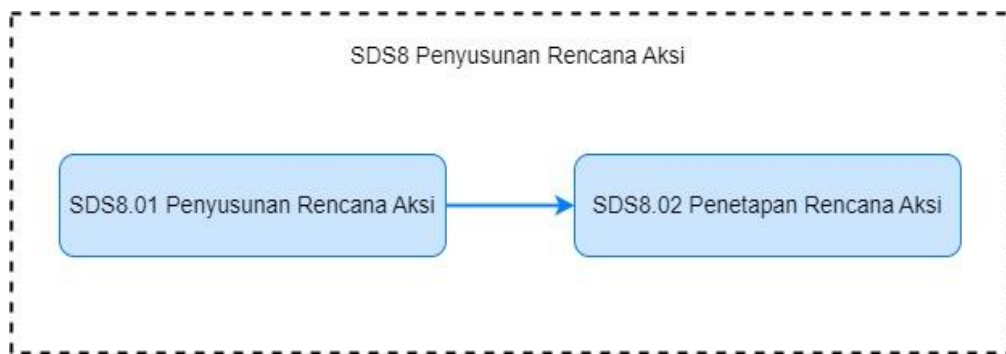 SDS8 Penyusunan Rencana Aksi
SDS8.01 Penyusunan Rencana Aksi
SDS8.02 Penetapan Rencana Aksi